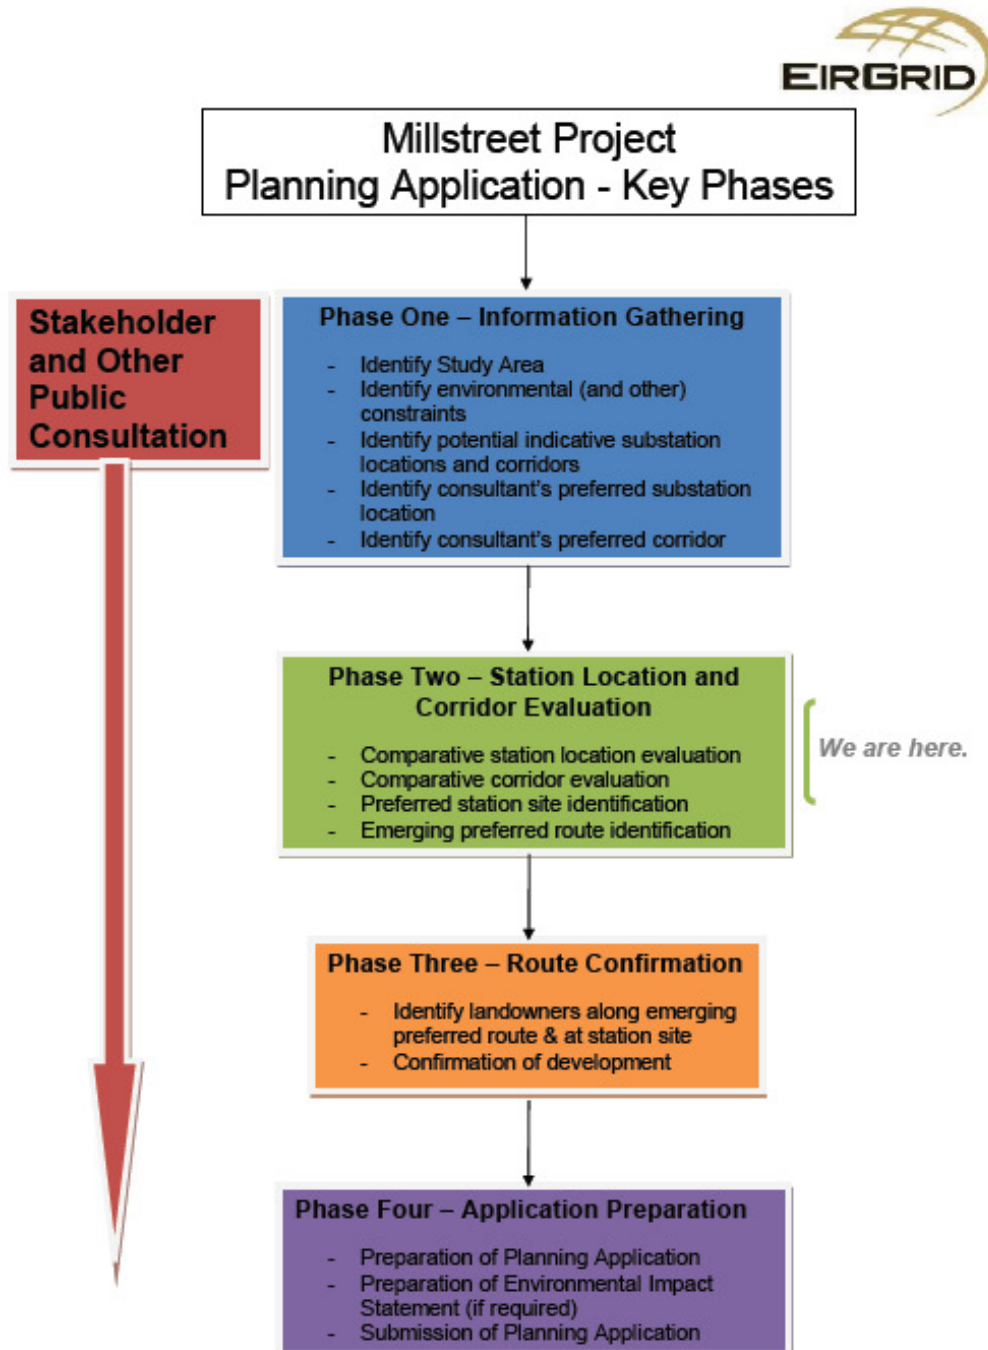 EIRGRID
Millstreet Project
Planning Application - Key Phases
Stakeholder
and Other
Public
Consultation
Phase One – Information Gathering
- Identify Study Area
- Identify environmental (and other)
constraints
- Identify potential indicative substation
locations and corridors
- Identify consultant's preferred substation
location
- Identify consultant's preferred corridor
Phase Two – Station Location and
Corridor Evaluation
- Comparative station location evaluation
- Comparative corridor evaluation
- Preferred station site identification
- Emerging preferred route identification
We are here.
Phase Three – Route Confirmation
- Identify landowners along emerging
preferred route & at station site
- Confirmation of development
Phase Four – Application Preparation
- Preparation of Planning Application
- Preparation of Environmental Impact
Statement (if required)
- Submission of Planning Application